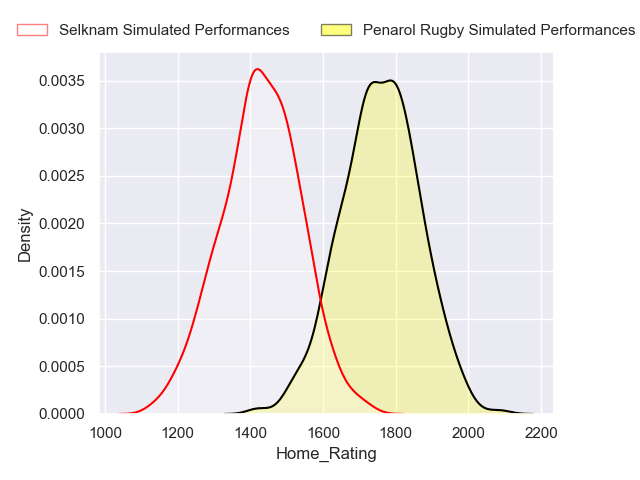 Selknam Simulated Performances Penarol Rugby Simulated Performances
0.0035
0.0030
0.0025
0.0020
0.0015
0.0010
0.0005
0.0000
Density
1000 1200 1400 1600 1800 2000 2200
Home_Rating